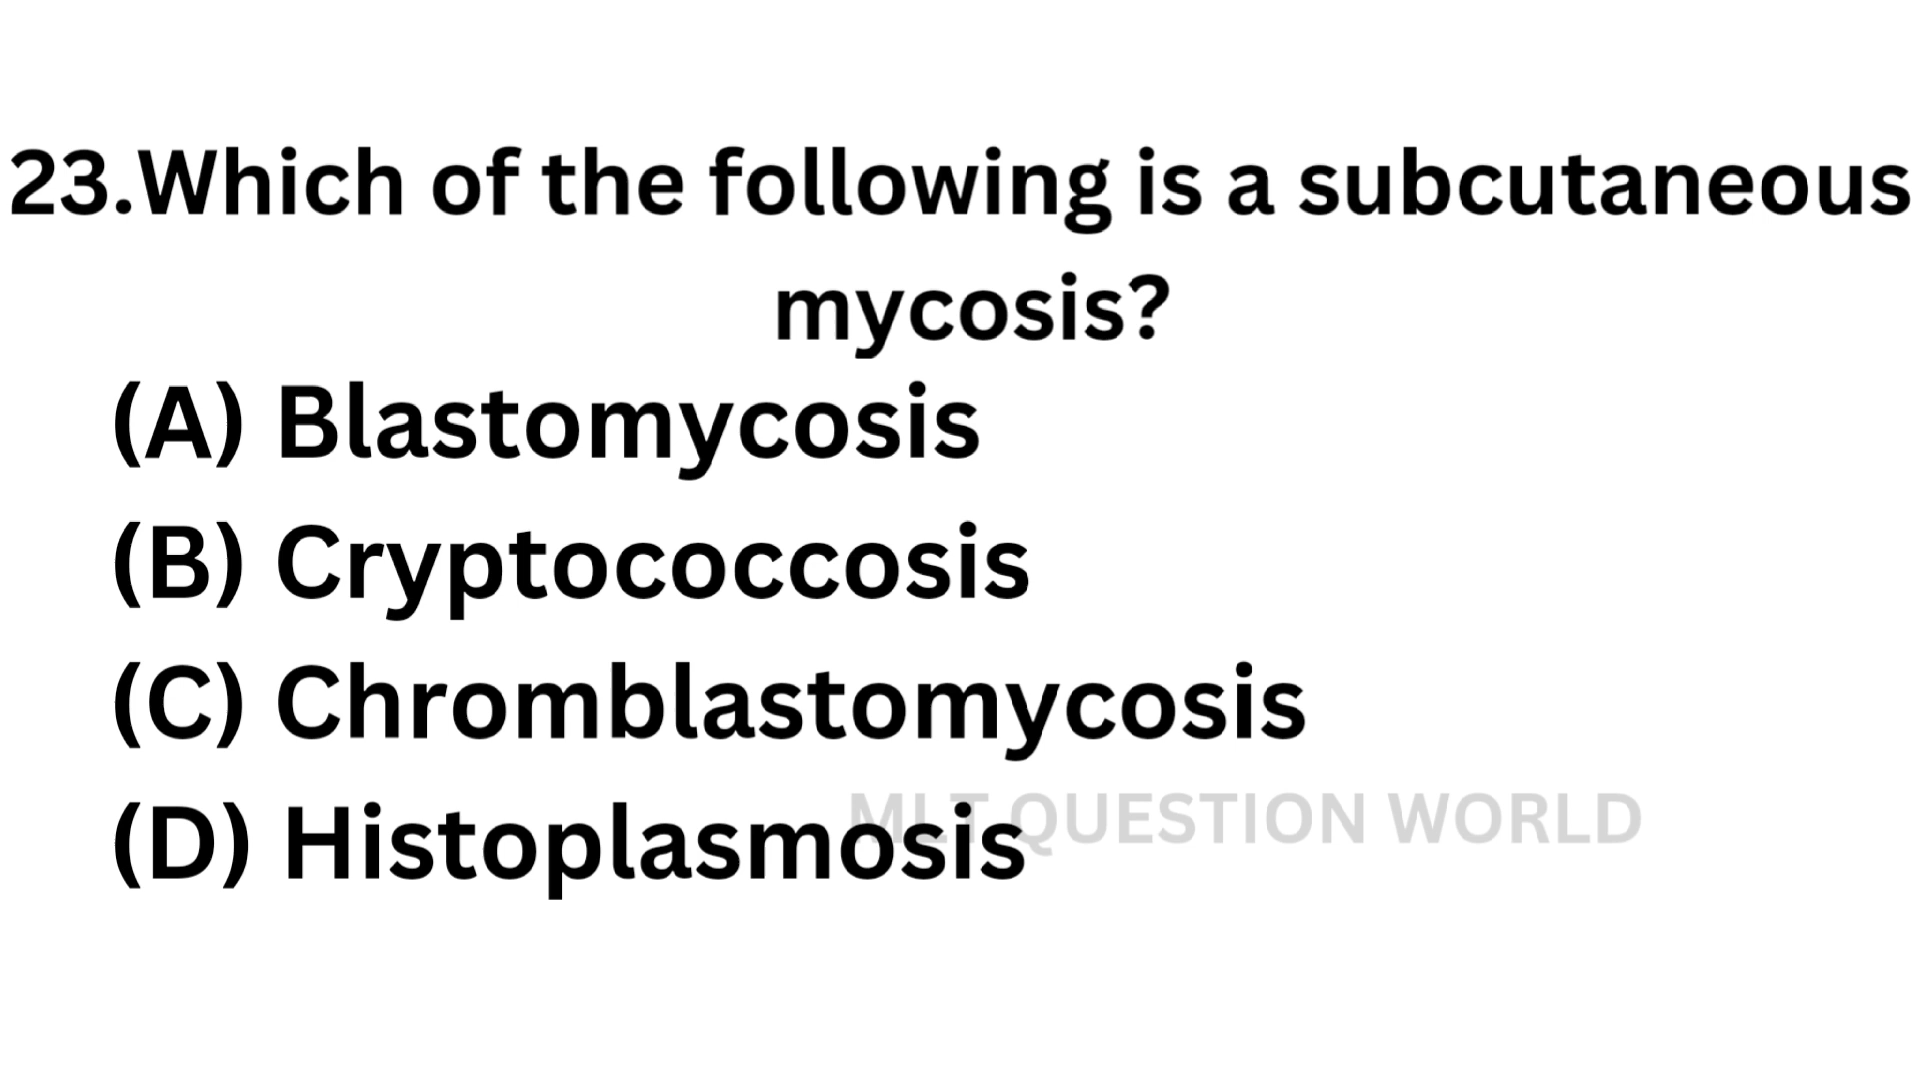 23.Which of the following is a subcutaneous
mycosis?
(A) Blastomycosis
(B) Cryptococcosis
(C) Chromblastomycosis
MLT QUESTION WORLD
(D) Histoplasmosis